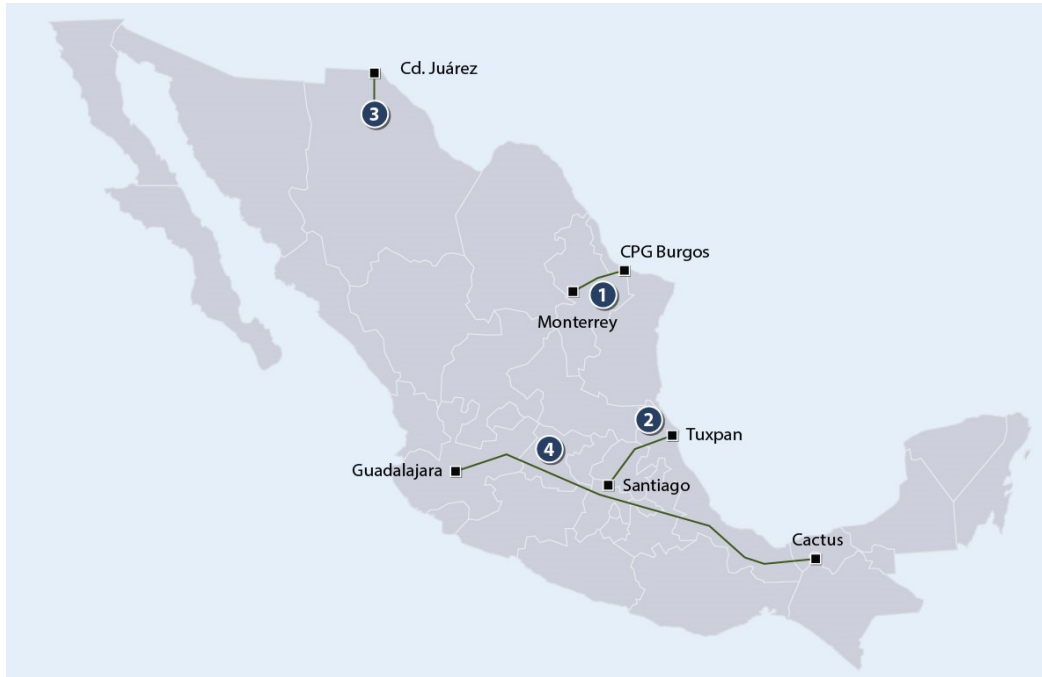 Cd. Juárez
3
CPG Burgos
1
Monterrey
2
Tuxpan
4
Guadalajara
Santiago
Cactus